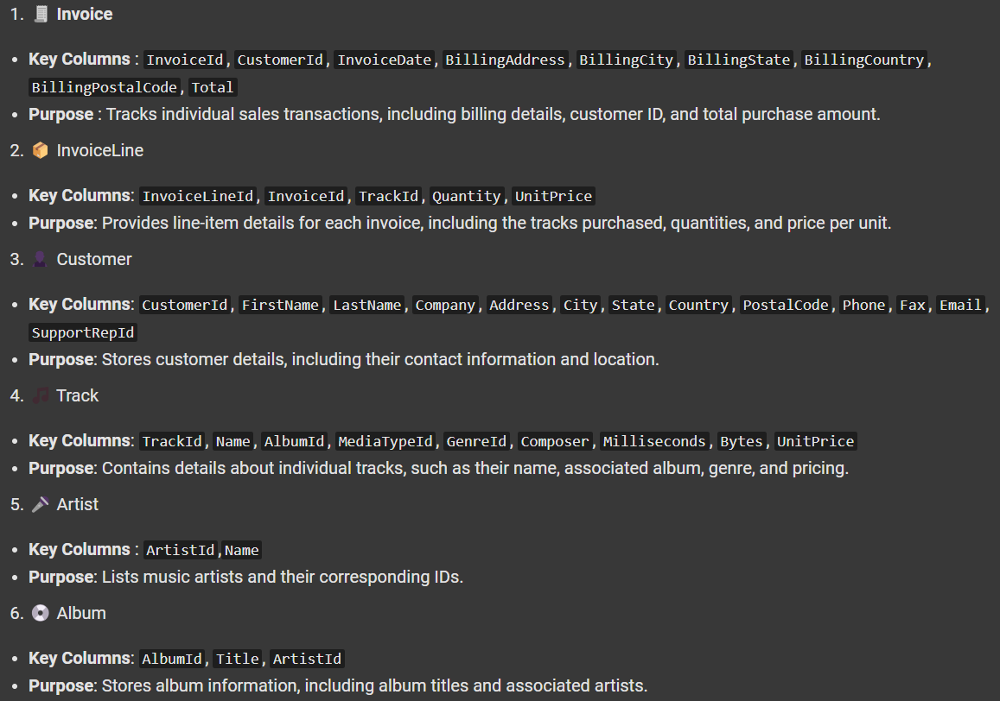 1. 🧾 Invoice
• Key Columns : InvoiceId, CustomerId, InvoiceDate, BillingAddress, BillingCity, BillingState, BillingCountry,
BillingPostalCode, Total
• Purpose : Tracks individual sales transactions, including billing details, customer ID, and total purchase amount.
2. 📦 InvoiceLine
• Key Columns: InvoiceLineId, InvoiceId, TrackId, Quantity, UnitPrice
• Purpose: Provides line-item details for each invoice, including the tracks purchased, quantities, and price per unit.
3. 👤 Customer
• Key Columns: CustomerId, FirstName, LastName, Company, Address, City, State, Country, PostalCode, Phone, Fax, Email,
SupportRepId
• Purpose: Stores customer details, including their contact information and location.
4. 🎵 Track
• Key Columns: TrackId, Name, AlbumId, MediaTypeId, GenreId, Composer, Milliseconds, Bytes, UnitPrice
• Purpose: Contains details about individual tracks, such as their name, associated album, genre, and pricing.
5. 🎤 Artist
• Key Columns : ArtistId,Name
• Purpose: Lists music artists and their corresponding IDs.
6. 💿 Album
• Key Columns: AlbumId, Title, ArtistId
• Purpose: Stores album information, including album titles and associated artists.